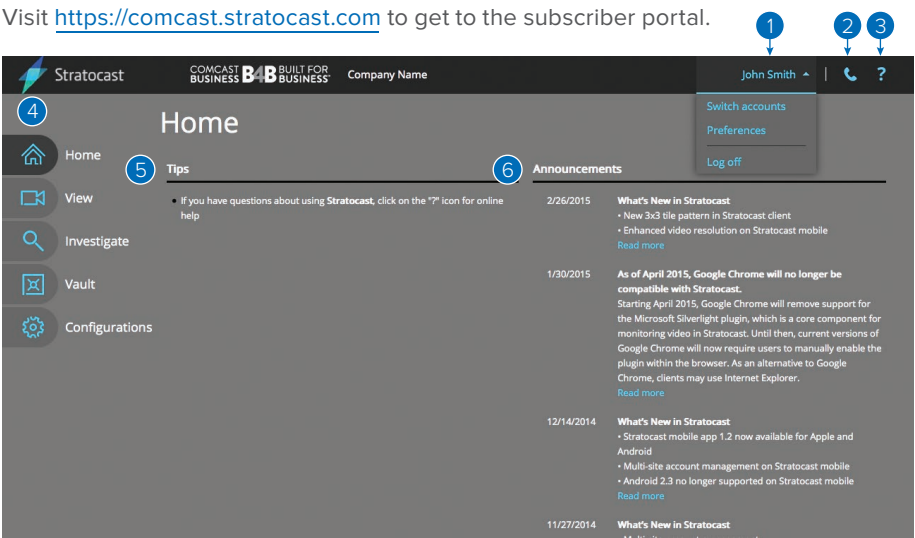 Visit https://comcast.stratocast.com to get to the subscriber portal.
1
2
3
Stratocast
COMCAST BUSINESS B4B BUILT FOR BUSINESS™
Company Name
John Smith
?
Switch accounts
Preferences
Log off
4
Home
Home
View
Investigate
Vault
Configurations
5
Tips
• If you have questions about using Stratocast, click on the "?" icon for online
help
6
Announcements
2/26/2015
What's New in Stratocast
• New 3x3 tile pattern in Stratocast client
• Enhanced video resolution on Stratocast mobile
Read more
1/30/2015
As of April 2015, Google Chrome will no longer be
compatible with Stratocast.
Starting April 2015, Google Chrome will remove support for
the Microsoft Silverlight plugin, which is a core component for
monitoring video in Stratocast. Until then, current versions of
Google Chrome will now require users to manually enable the
plugin within the browser. As an alternative to Google
Chrome, clients may use Internet Explorer.
Read more
12/14/2014
What's New in Stratocast
• Stratocast mobile app 1.2 now available for Apple and
Android
• Multi-site account management on Stratocast mobile
• Android 2.3 no longer supported on Stratocast mobile
Read more
11/27/2014
What's New in Stratocast